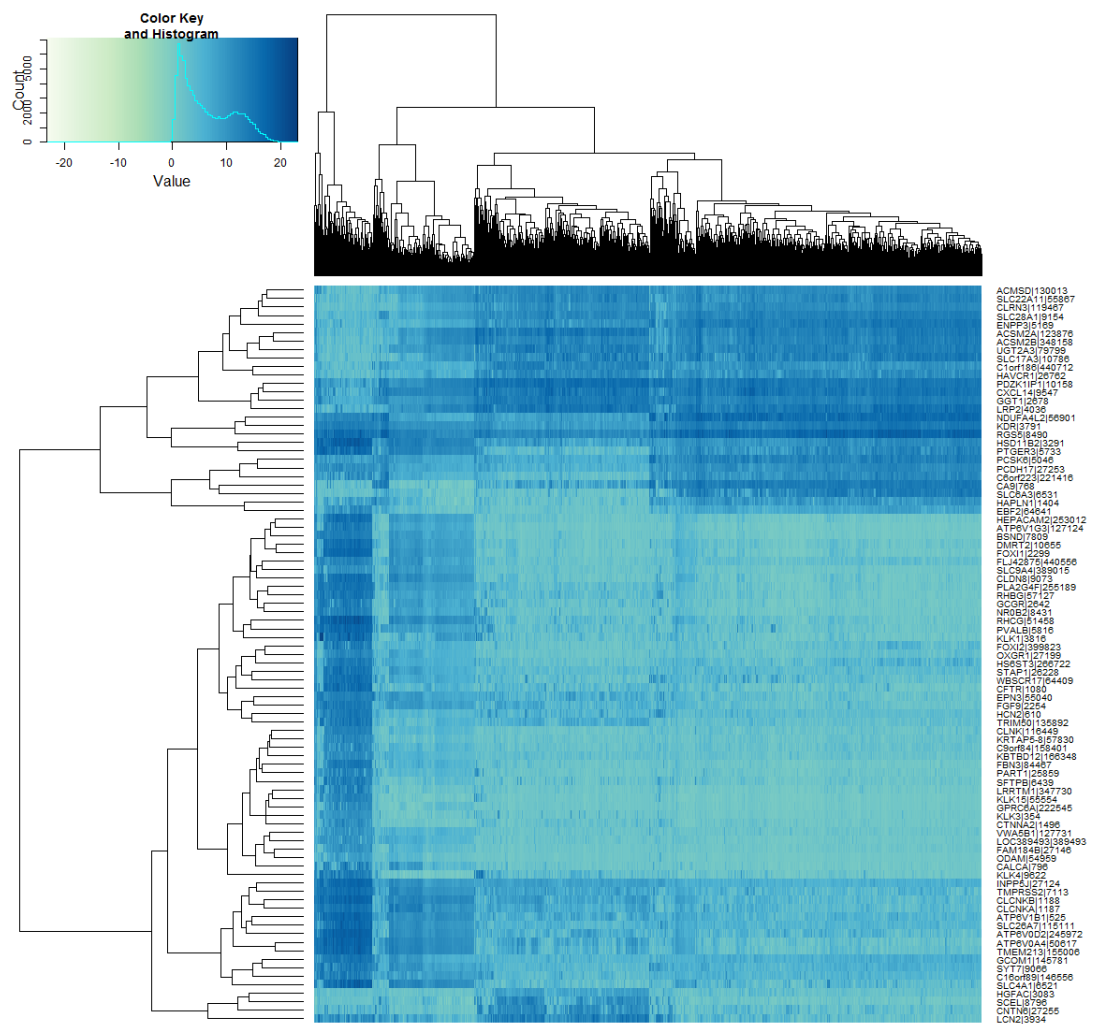 Color Key
and Histogram
Count
0 2000 5000
-20 -10 0 10 20
Value
ACMSD|130013
SLC22A11|55867
CLRN3|119467
SLC28A1|9154
ENPP3|5169
ACSM2A|123876
ACSM2B|348158
UGT2A3|79799
SLC17A3|10786
C1orf186|440712
HAVCR1|26762
PDZK1IP1|10158
CXCL14|9547
GGT1|2678
LRP2|4036
NDUFA4L2|56901
KDR|3791
RGS5|8490
HSD11B2|3291
PTGER3|5733
PCSK6|5046
PCDH17|27253
C6orf223|221416
CA9|768
SLC6A3|6531
HAPLN1|1404
EBF2|64641
HEPACAM2|253012
ATP6V1G3|127124
BSND|7809
DMRT2|10655
FOXI1|2299
FLJ42875|440556
SLC9A4|389015
CLDN8|9073
PLA2G4F|255189
RHBG|57127
GCGR|2642
NR0B2|8431
RHCG|51458
PVALB|5816
KLK1|3816
FOXI2|399823
OXGR1|27199
HS6ST3|266722
STAP1|26228
WBSCR17|64409
CFTR|1080
EPN3|55040
FGF9|2254
HCN2|610
TRIM50|135892
CLNK|116449
KRTAP5-8|57830
C9orf84|158401
KBTBD12|166348
FBN3|84467
PART1|25859
SFTPB|6439
LRRTM1|347730
KLK15|55554
GPRC6A|222545
KLK3|354
CTNNA2|1496
VWA5B1|127731
LOC389493|389493
FAM184B|27146
ODAM|54959
CALCA|796
KLK4|9622
INPP5J|27124
TMPRSS2|7113
CLCNKB|1188
CLCNKA|1187
ATP6V1B1|525
SLC26A7|115111
ATP6V0D2|245972
ATP6V0A4|50617
TMEM213|155006
GCOM1|145781
SYT7|9066
C16orf89|146556
SLC4A1|6521
HGFAC|3083
SCEL|8796
CNTN6|27255
LCN2|3934